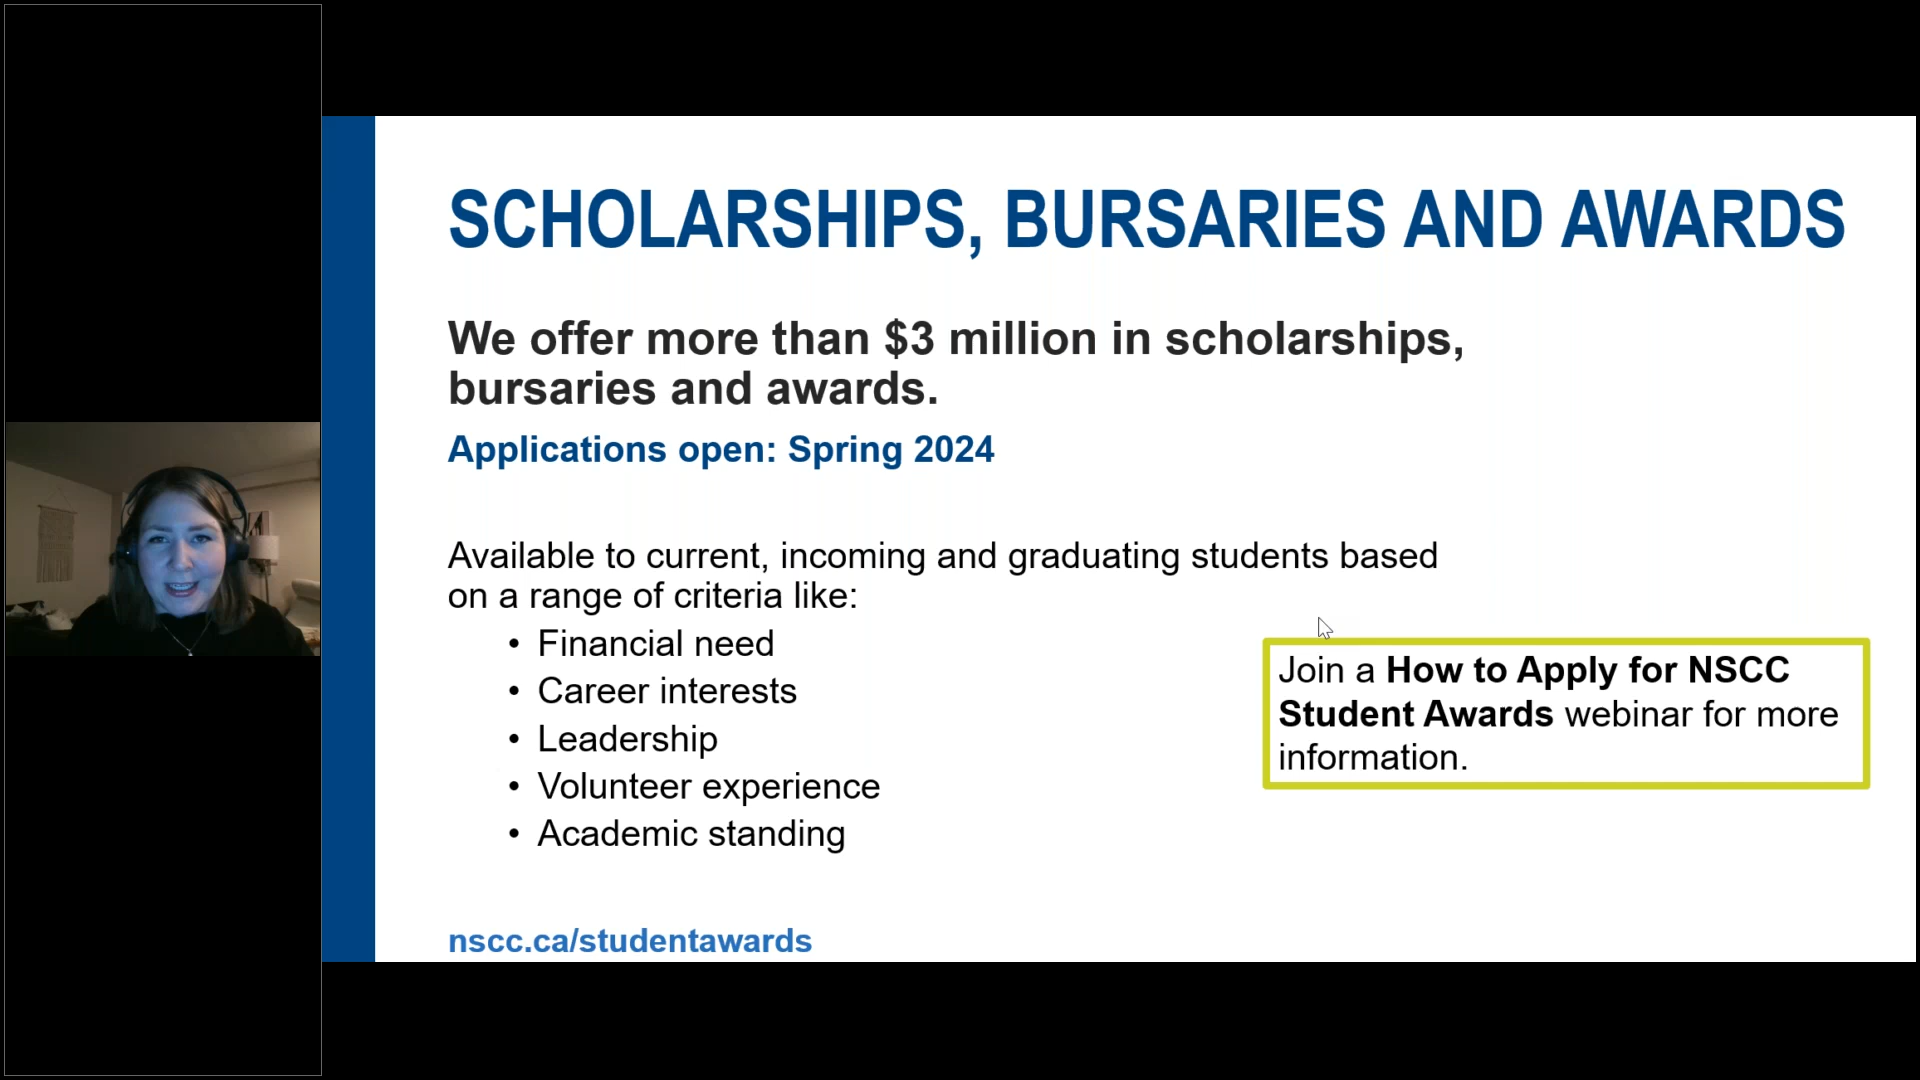 SCHOLARSHIPS, BURSARIES AND AWARDS
We offer more than $3 million in scholarships,
bursaries and awards.
Applications open: Spring 2024
Available to current, incoming and graduating students based
on a range of criteria like:
• Financial need
• Career interests
• Leadership
• Volunteer experience
• Academic standing
Join a How to Apply for NSCC
Student Awards webinar for more
information.
nscc.ca/studentawards